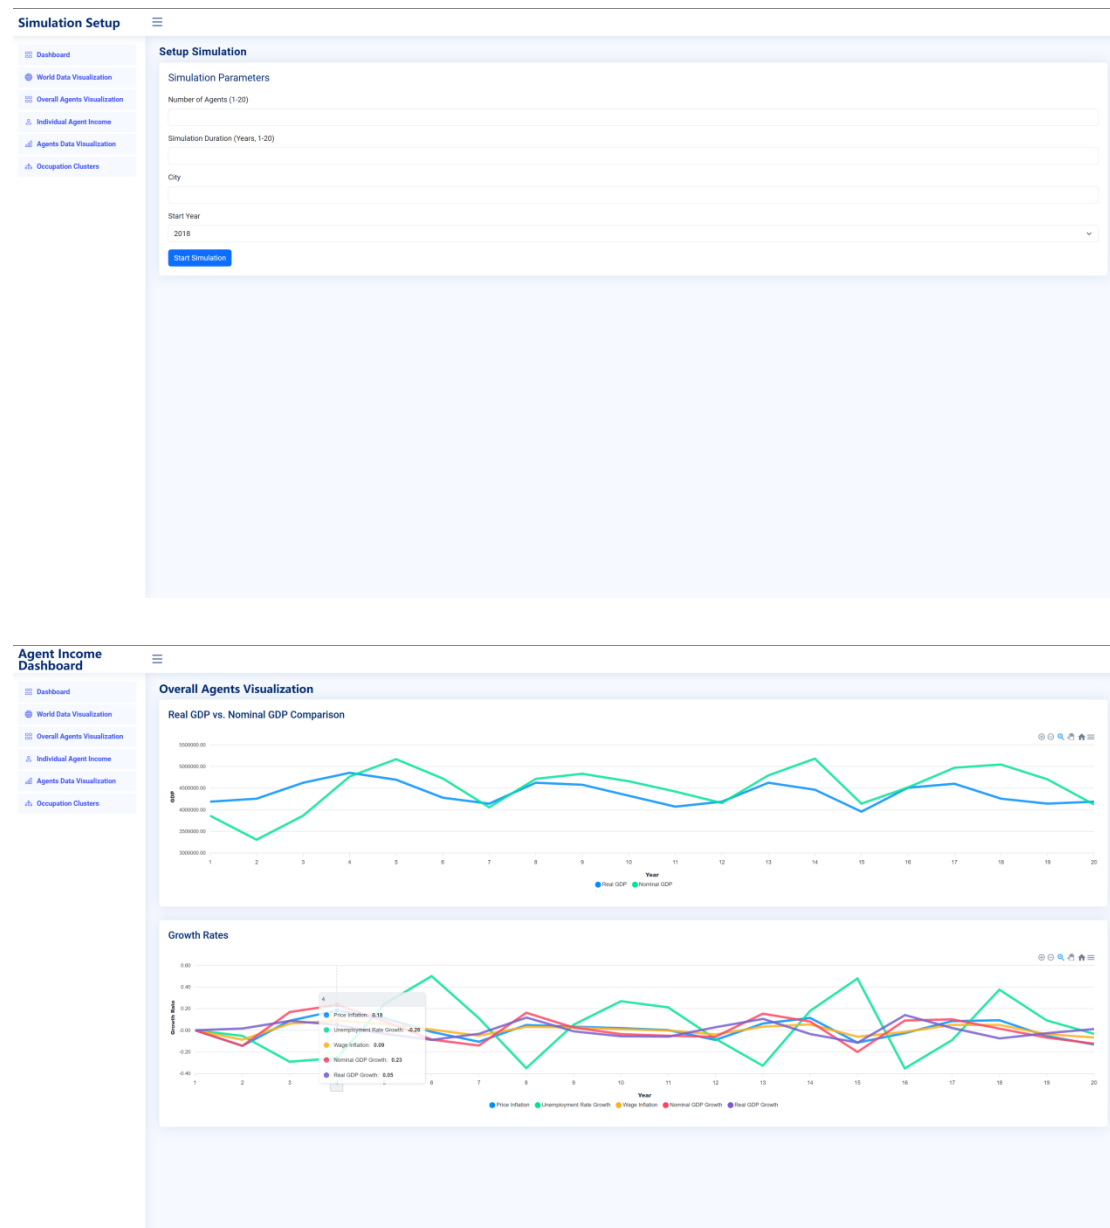 Simulation Setup
Dashboard
World Data Visualization
Overall Agents Visualization
Individual Agent Income
Agents Data Visualization
Occupation Clusters
Setup Simulation
Simulation Parameters
Number of Agents (1-20)
Simulation Duration (Years, 1-20)
City
Start Year
2018
Start Simulation
Agent Income
Dashboard
Dashboard
World Data Visualization
Overall Agents Visualization
Individual Agent Income
Agents Data Visualization
Occupation Clusters
Overall Agents Visualization
Real GDP vs. Nominal GDP Comparison
5500000.00
5000000.00
4500000.00
4000000.00
3500000.00
3000000.00
GDP
1 2 3 4 5 6 7 8 9 10 11 12 13 14 15 16 17 18 19 20
Year
Real GDP Nominal GDP
Growth Rates
0.60
0.40
0.20
-0.00
-0.20
-0.40
Growth Rate
4
Price Inflation: 0.18
Unemployment Rate Growth: -0.26
Wage Inflation: 0.09
Nominal GDP Growth: 0.23
Real GDP Growth: 0.05
1 2 3 4 5 6 7 8 9 10 11 12 13 14 15 16 17 18 19 20
Year
Price Inflation Unemployment Rate Growth Wage Inflation Nominal GDP Growth Real GDP Growth